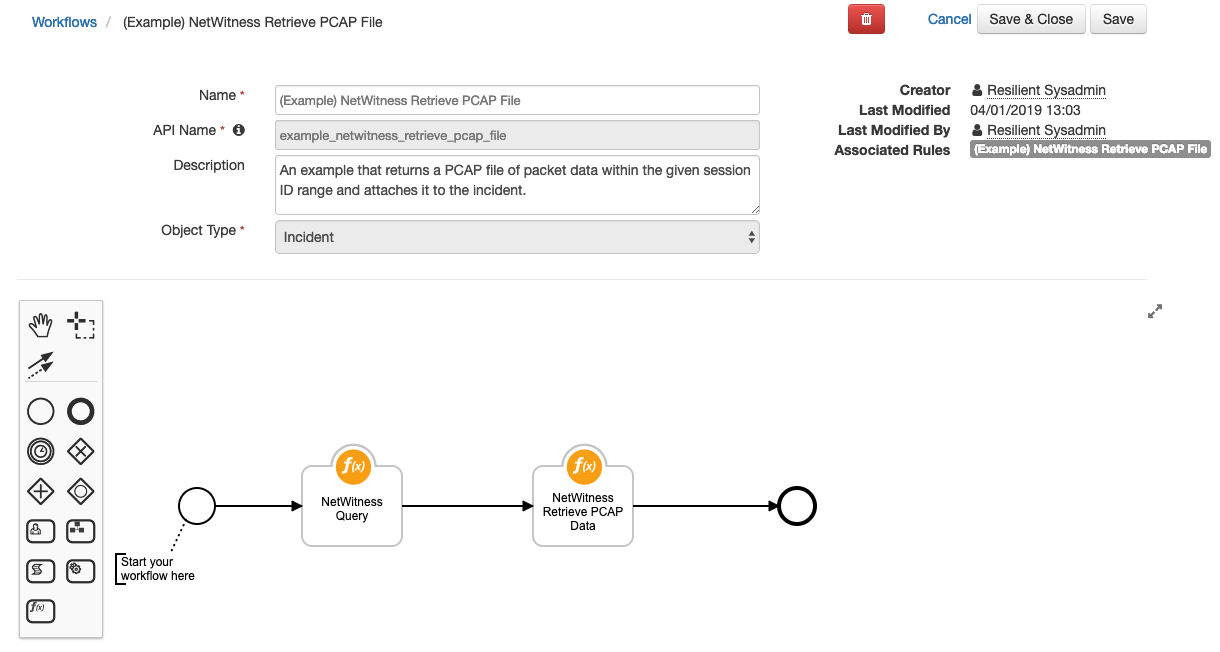 Workflows / (Example) NetWitness Retrieve PCAP File
Cancel
Save & Close
Save
Name *
(Example) NetWitness Retrieve PCAP File
API Name *
example_netwitness_retrieve_pcap_file
Description
An example that returns a PCAP file of packet data within the given session
ID range and attaches it to the incident.
Object Type *
Incident
Creator Resilient Sysadmin
Last Modified 04/01/2019 13:03
Last Modified By Resilient Sysadmin
Associated Rules (Example) NetWitness Retrieve PCAP File
f(x)
f(x)
f(x)
NetWitness
Query
NetWitness
Retrieve PCAP
Data
Start your
workflow here